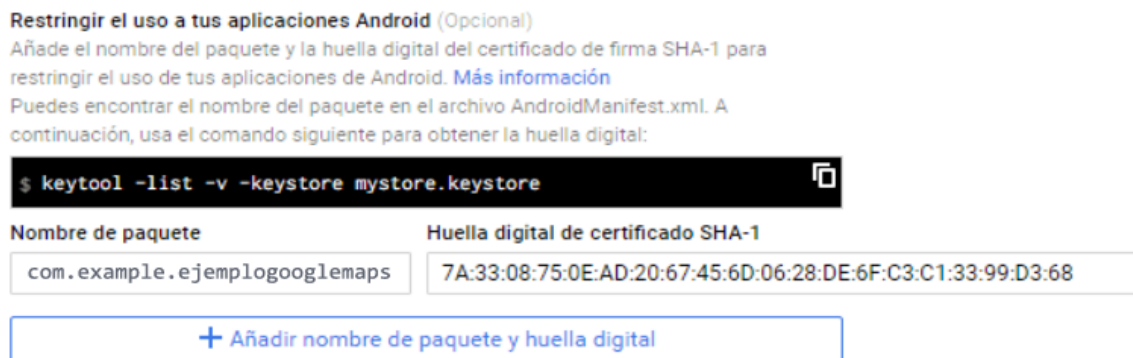 Restringir el uso a tus aplicaciones Android (Opcional)
Añade el nombre del paquete y la huella digital del certificado de firma SHA-1 para
restringir el uso de tus aplicaciones de Android. Más información
Puedes encontrar el nombre del paquete en el archivo AndroidManifest.xml. A
continuación, usa el comando siguiente para obtener la huella digital:
$ keytool -list -v -keystore mystore.keystore
Nombre de paquete Huella digital de certificado SHA-1
com.example.ejemplogooglemaps 7A:33:08:75:0E:AD:20:67:45:6D:06:28:DE:6F:C3:C1:33:99:D3:68
+ Añadir nombre de paquete y huella digital